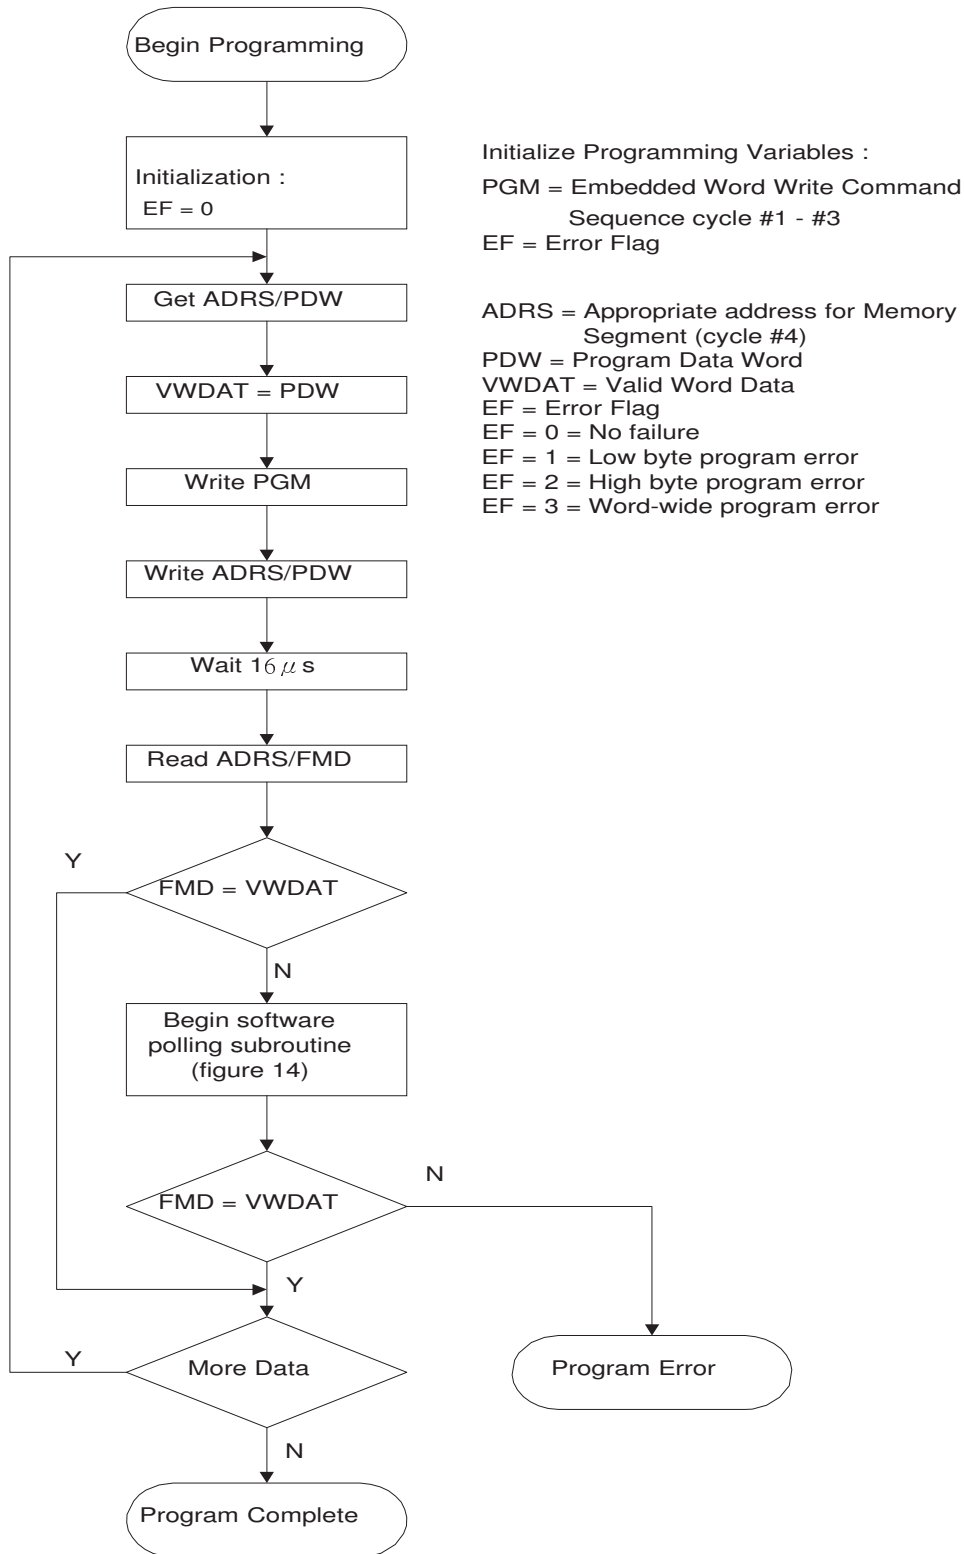 Begin Programming
Initialization :
EF = 0
Initialize Programming Variables :
PGM = Embedded Word Write Command
Sequence cycle #1 - #3
EF = Error Flag
Get ADRS/PDW
ADRS = Appropriate address for Memory
Segment (cycle #4)
PDW = Program Data Word
VWDAT = Valid Word Data
EF = Error Flag
EF = 0 = No failure
EF = 1 = Low byte program error
EF = 2 = High byte program error
EF = 3 = Word-wide program error
VWDAT = PDW
Write PGM
Write ADRS/PDW
Wait 16 μ s
Read ADRS/FMD
Y
FMD = VWDAT
N
Begin software
polling subroutine
(figure 14)
FMD = VWDAT
N
Y
Y
More Data
Program Error
N
Program Complete